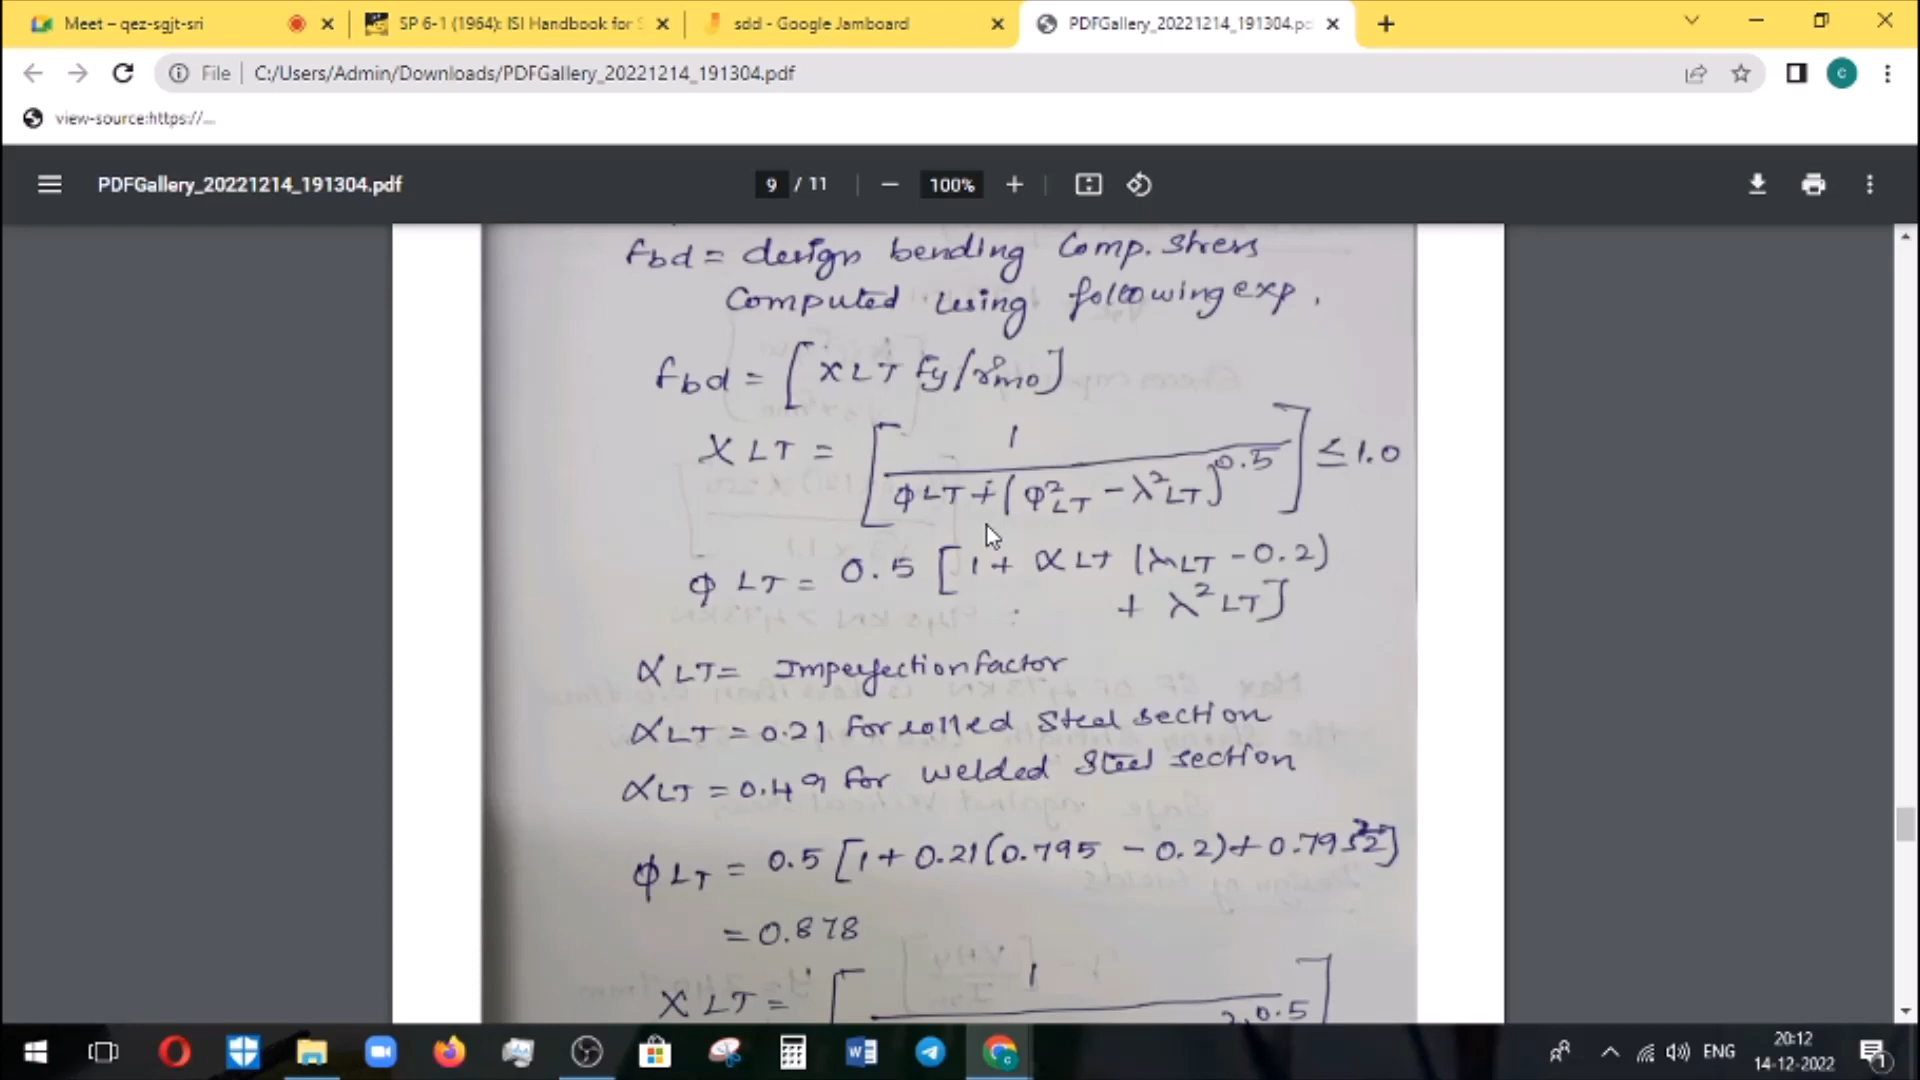 Meet – qez-sgjt-sri
SP 6-1 (1964): ISI Handbook for S
sdd - Google Jamboard
PDFGallery_20221214_191304.pd
File | C:/Users/Admin/Downloads/PDFGallery_20221214_191304.pdf
c
view-source:https://...
PDFGallery_20221214_191304.pdf
9 / 11
100%
fbd = design bending Comp. Stress
Computed using following exp.
fbd = [XLT fy/γmo]
XLT = [1 / ϕLT + (ϕ²LT - λ²LT]^0.5] ≤ 1.0
ϕLT = 0.5 [1 + αLT (λLT - 0.2)
+ λ²LT]
αLT = Imperfection factor
αLT = 0.21 for rolled Steel section
αLT = 0.49 for welded Steel section
ϕLT = 0.5 [1 + 0.21(0.795 - 0.2) + 0.795²]
= 0.878
XLT = [1
0.5]
ENG
20:12
14-12-2022
1